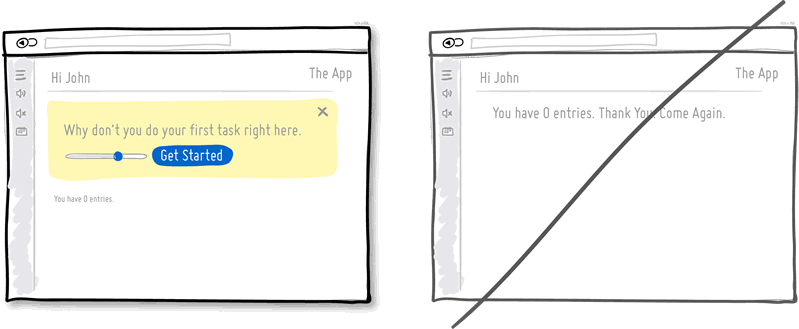 Hi John
The App
Why don't you do your first task right here.
Get Started
You have 0 entries.
Hi John
The App
You have 0 entries. Thank You. Come Again.